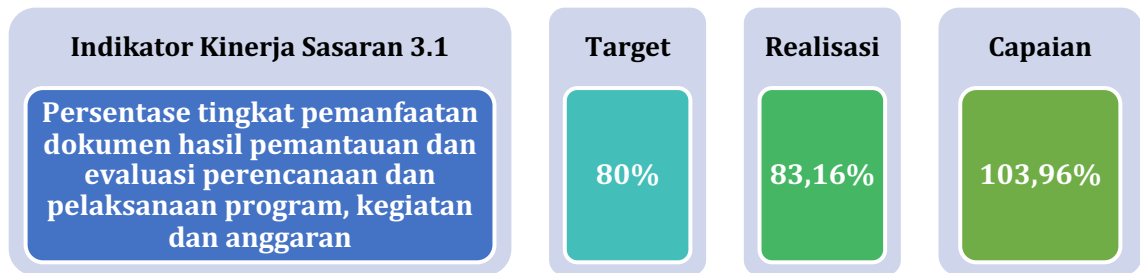 Indikator Kinerja Sasaran 3.1
Persentase tingkat pemanfaatan
dokumen hasil pemantauan dan
evaluasi perencanaan dan
pelaksanaan program, kegiatan
dan anggaran
Target
80%
Realisasi
83,16%
Capaian
103,96%